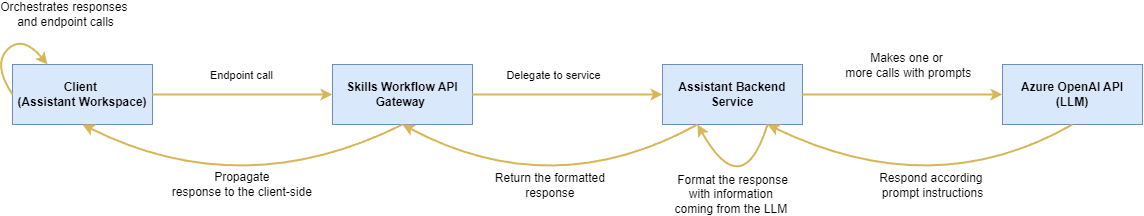 Orchestrates responses
and endpoint calls
Client
(Assistant Workspace)
Endpoint call
Skills Workflow API
Gateway
Delegate to service
Assistant Backend
Service
Makes one or
more calls with prompts
Azure OpenAI API
(LLM)
Propagate
response to the client-side
Return the formatted
response
Format the response
with information
coming from the LLM
Respond according
prompt instructions